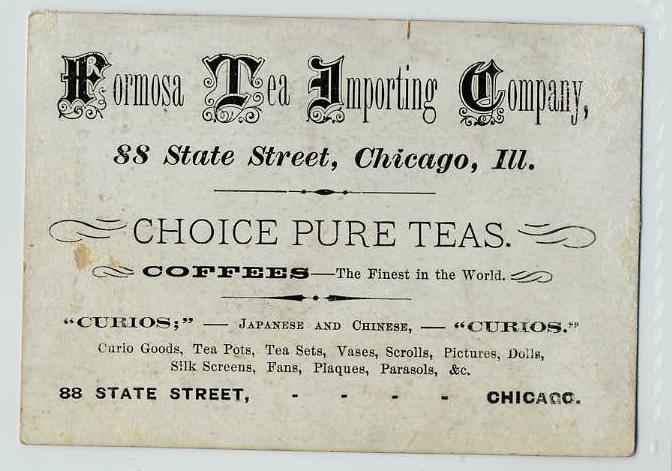 Formosa Tea Importing Company,
88 State Street, Chicago, Ill.
CHOICE PURE TEAS.
COFFEES—The Finest in the World.
"CURIOS;" — JAPANESE AND CHINESE, — "CURIOS."
Curio Goods, Tea Pots, Tea Sets, Vases, Scrolls, Pictures, Dolls,
Silk Screens, Fans, Plaques, Parasols, &c.
88 STATE STREET, - - - - CHICAGO.